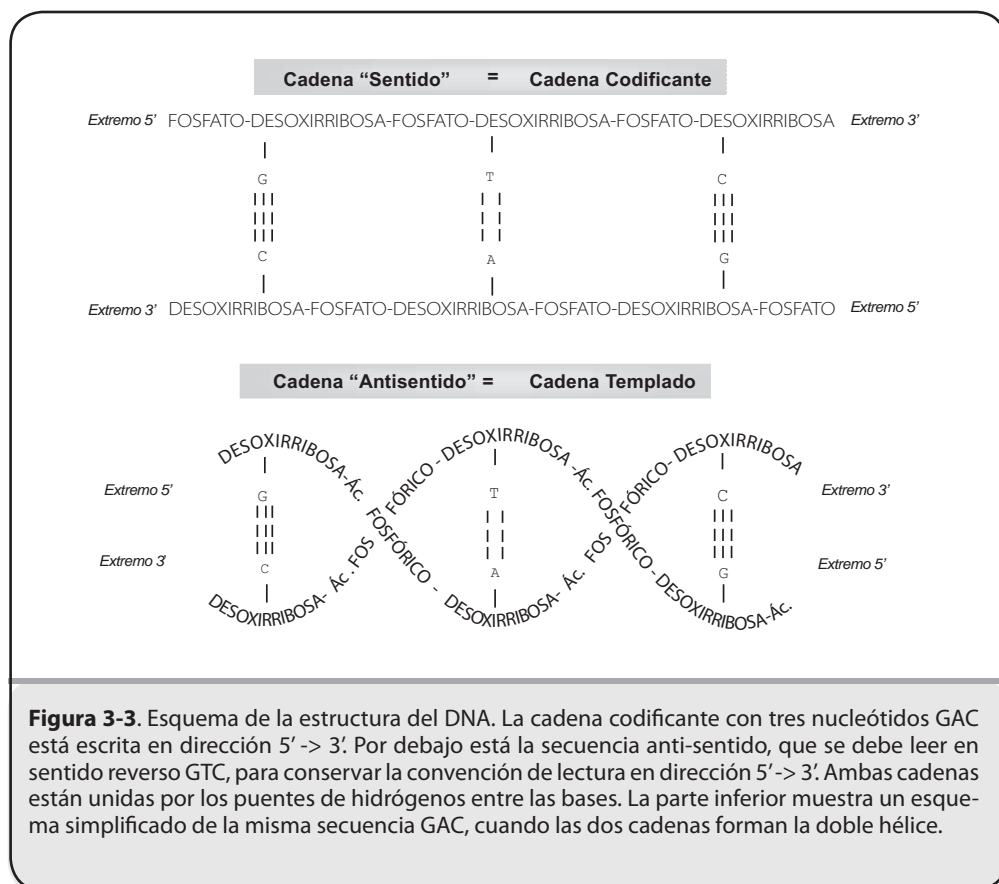 Cadena “Sentido” = Cadena Codificante
Extremo 5’ FOSFATO-DESOXIRRIBOSA-FOSFATO-DESOXIRRIBOSA-FOSFATO-DESOXIRRIBOSA Extremo 3’
G T C
C A G
Extremo 3’ DESOXIRRIBOSA-FOSFATO-DESOXIRRIBOSA-FOSFATO-DESOXIRRIBOSA-FOSFATO Extremo 5’
Cadena “Antisentido” = Cadena Templado
DESOXIRRIBOSA-Ác. FOSFÓRICO - DESOXIRRIBOSA- Ác. FOS FÓRICO- DESOXIRRIBOSA
Extremo 5’ G T C Extremo 3’
Extremo 3’ C A G Extremo 5’
DESOXIRRIBOSA- Ác. FOS FÓRICO - DESOXIRRIBOSA -Ác. FOSFÓRICO- DESOXIRRIBOSA-Ác.
Figura 3-3. Esquema de la estructura del DNA. La cadena codificante con tres nucleótidos GAC
está escrita en dirección 5’ -> 3’. Por debajo está la secuencia anti-sentido, que se debe leer en
sentido reverso GTC, para conservar la convención de lectura en dirección 5’ -> 3’. Ambas cadenas
están unidas por los puentes de hidrógenos entre las bases. La parte inferior muestra un esque-
ma simplificado de la misma secuencia GAC, cuando las dos cadenas forman la doble hélice.